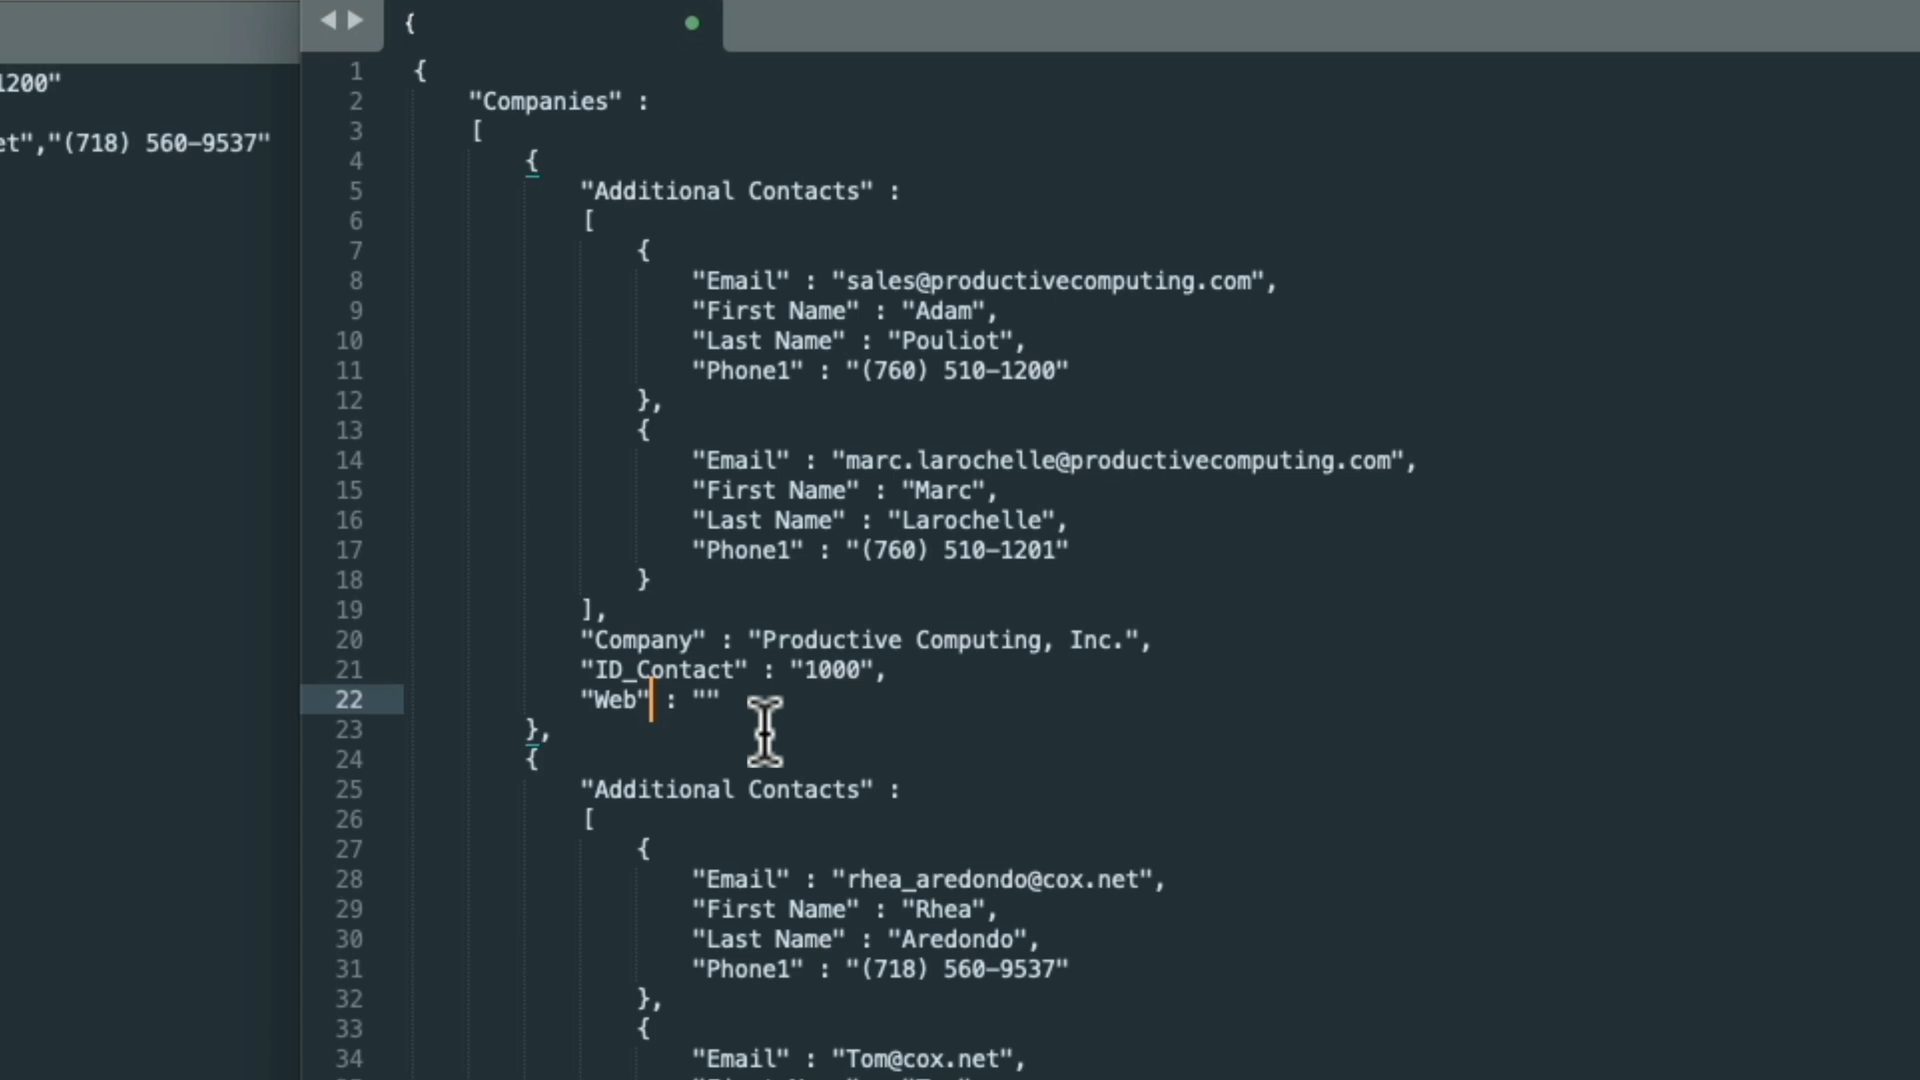 1200"
et","(718) 560-9537"
{
1 {
2 "Companies" :
3 [
4 {
5 "Additional Contacts" :
6 [
7 {
8 "Email" : "sales@productivecomputing.com",
9 "First Name" : "Adam",
10 "Last Name" : "Pouliot",
11 "Phone1" : "(760) 510-1200"
12 },
13 {
14 "Email" : "marc.larochelle@productivecomputing.com",
15 "First Name" : "Marc",
16 "Last Name" : "Larochelle",
17 "Phone1" : "(760) 510-1201"
18 }
19 ],
20 "Company" : "Productive Computing, Inc.",
21 "ID_Contact" : "1000",
22 "Web" : ""
23 },
24 {
25 "Additional Contacts" :
26 [
27 {
28 "Email" : "rhea_aredondo@cox.net",
29 "First Name" : "Rhea",
30 "Last Name" : "Aredondo",
31 "Phone1" : "(718) 560-9537"
32 },
33 {
34 "Email" : "Tom@cox.net",